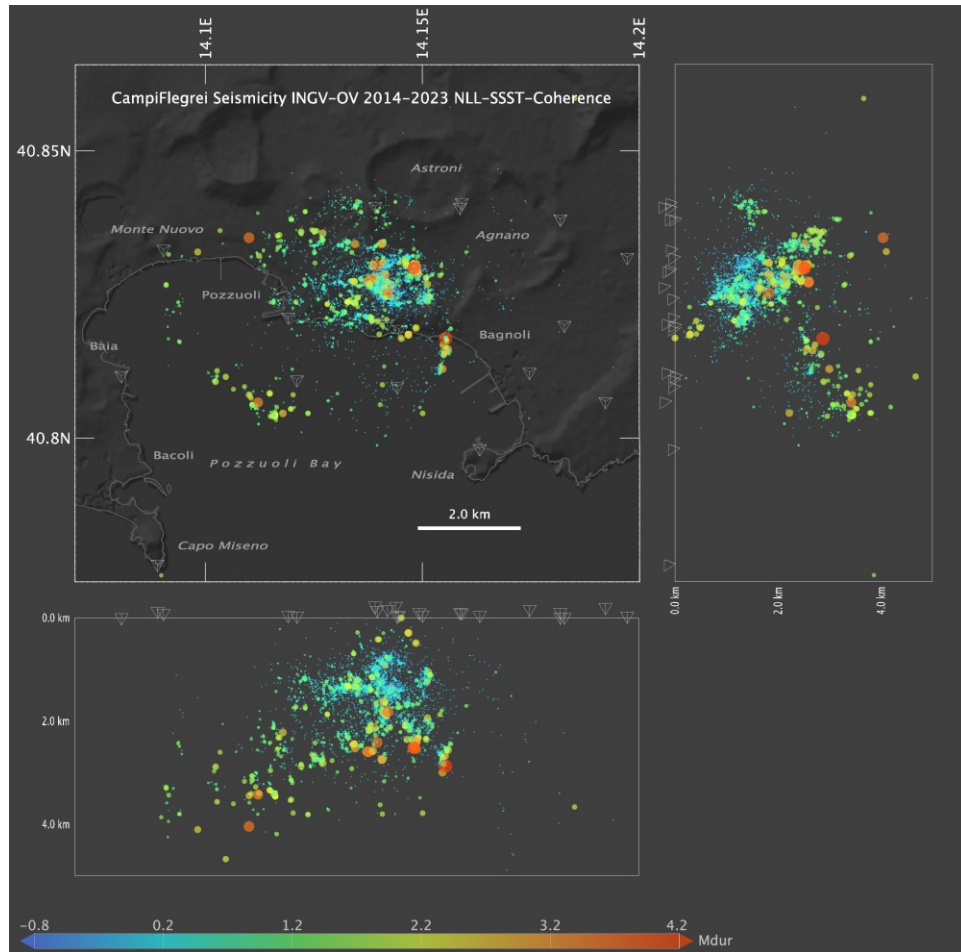 14.1E
14.15E
14.2E
CampiFlegrei Seismicity INGV-OV 2014-2023 NLL-SSST-Coherence
40.85N
Astroni
Monte Nuovo
Agnano
Pozzuoli
Bagnoli
Baia
40.8N
Bacoli
Pozzuoli Bay
Nisida
2.0 km
Capo Miseno
0.0 km
2.0 km
4.0 km
0.0 km
2.0 km
4.0 km
−0.8 0.2 1.2 2.2 3.2 4.2
Mdur